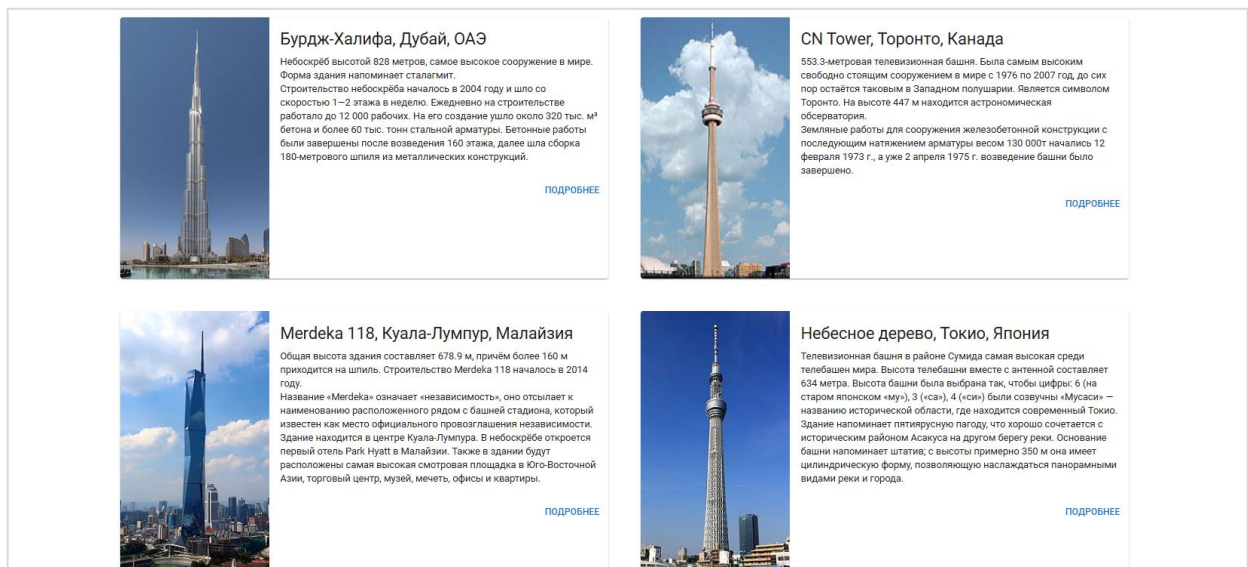 Бурдж-Халифа, Дубай, ОАЭ
Небоскрёб высотой 828 метров, самое высокое сооружение в мире.
Форма здания напоминает сталагмит.
Строительство небоскрёба началось в 2004 году и шло со
скоростью 1—2 этажа в неделю. Ежедневно на строительстве
работало до 12 000 рабочих. На его создание ушло около 320 тыс. м³
бетона и более 60 тыс. тонн стальной арматуры. Бетонные работы
были завершены после возведения 160 этажа, далее шла сборка
180-метрового шпиля из металлических конструкций.
ПОДРОБНЕЕ
CN Tower, Торонто, Канада
553.3-метровая телевизионная башня. Была самым высоким
свободно стоящим сооружением в мире с 1976 по 2007 год, до сих
пор остаётся таковым в Западном полушарии. Является символом
Торонто. На высоте 447 м находится астрономическая
обсерватория.
Земляные работы для сооружения железобетонной конструкции с
последующим натяжением арматуры весом 130 000т начались 12
февраля 1973 г., а уже 2 апреля 1975 г. возведение башни было
завершено.
ПОДРОБНЕЕ
Merdeka 118, Куала-Лумпур, Малайзия
Общая высота здания составляет 678.9 м, причём более 160 м
приходится на шпиль. Строительство Merdeka 118 началось в 2014
году.
Название «Merdeka» означает «независимость», оно отсылает к
наименованию расположенного рядом с башней стадиона, который
известен как место официального провозглашения независимости.
Здание находится в центре Куала-Лумпура. В небоскрёбе откроется
первый отель Park Hyatt в Малайзии. Также в здании будут
расположены самая высокая смотровая площадка в Юго-Восточной
Азии, торговый центр, музей, мечеть, офисы и квартиры.
ПОДРОБНЕЕ
Небесное дерево, Токио, Япония
Телевизионная башня в районе Сумида самая высокая среди
телебашен мира. Высота телебашни вместе с антенной составляет
634 метра. Высота башни была выбрана так, чтобы цифры: 6 (на
старом японском «му»), 3 («са»), 4 («си») были созвучны «Мусаси» —
названию исторической области, где находится современный Токио.
Здание напоминает пятиярусную пагоду, что хорошо сочетается с
историческим районом Асакуса на другом берегу реки. Основание
башни напоминает штатив; с высоты примерно 350 м она имеет
цилиндрическую форму, позволяющую наслаждаться панорамными
видами реки и города.
ПОДРОБНЕЕ